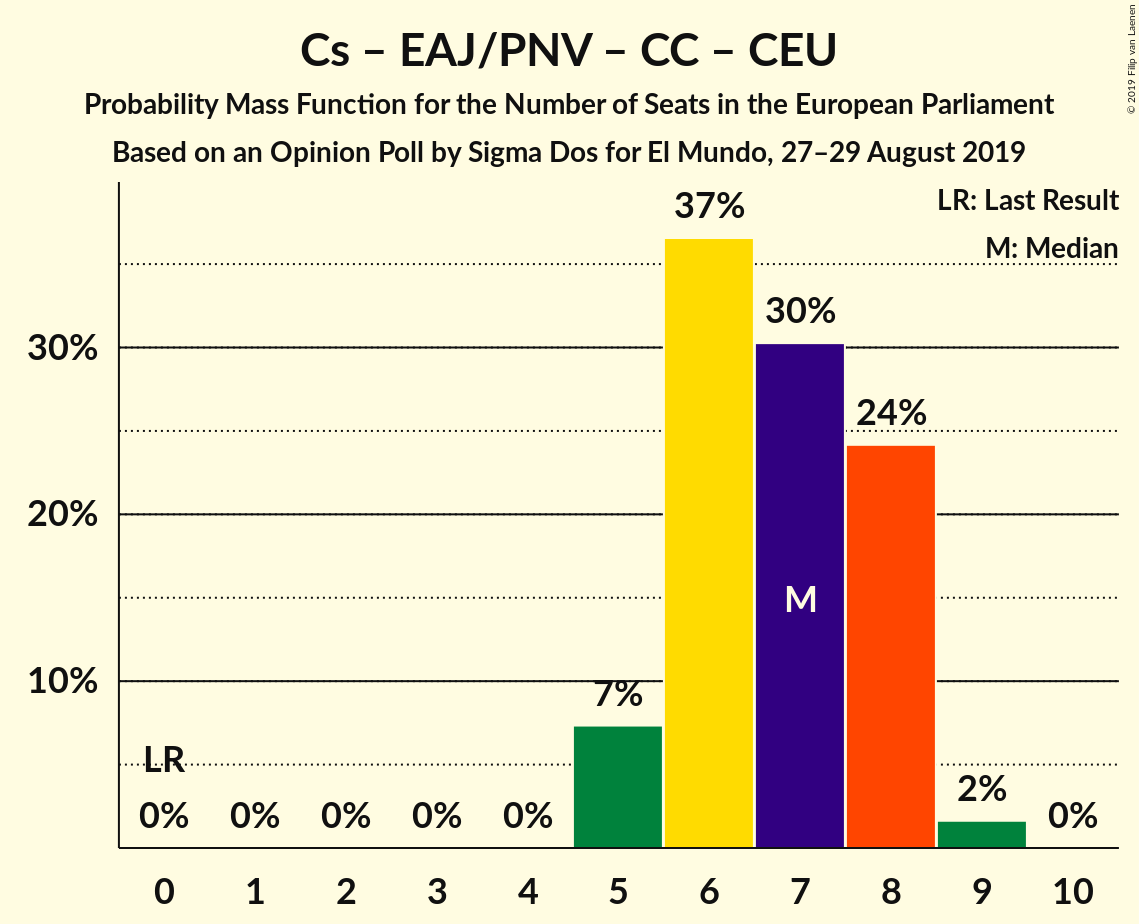 Cs – EAJ/PNV – CC – CEU
Probability Mass Function for the Number of Seats in the European Parliament
Based on an Opinion Poll by Sigma Dos for El Mundo, 27–29 August 2019
© 2019 Filip van Laenen
LR: Last Result
M: Median
37%
30%
30%
24%
20%
M
10%
7%
LR
2%
0% 0% 0% 0% 0% 0%
0 1 2 3 4 5 6 7 8 9 10